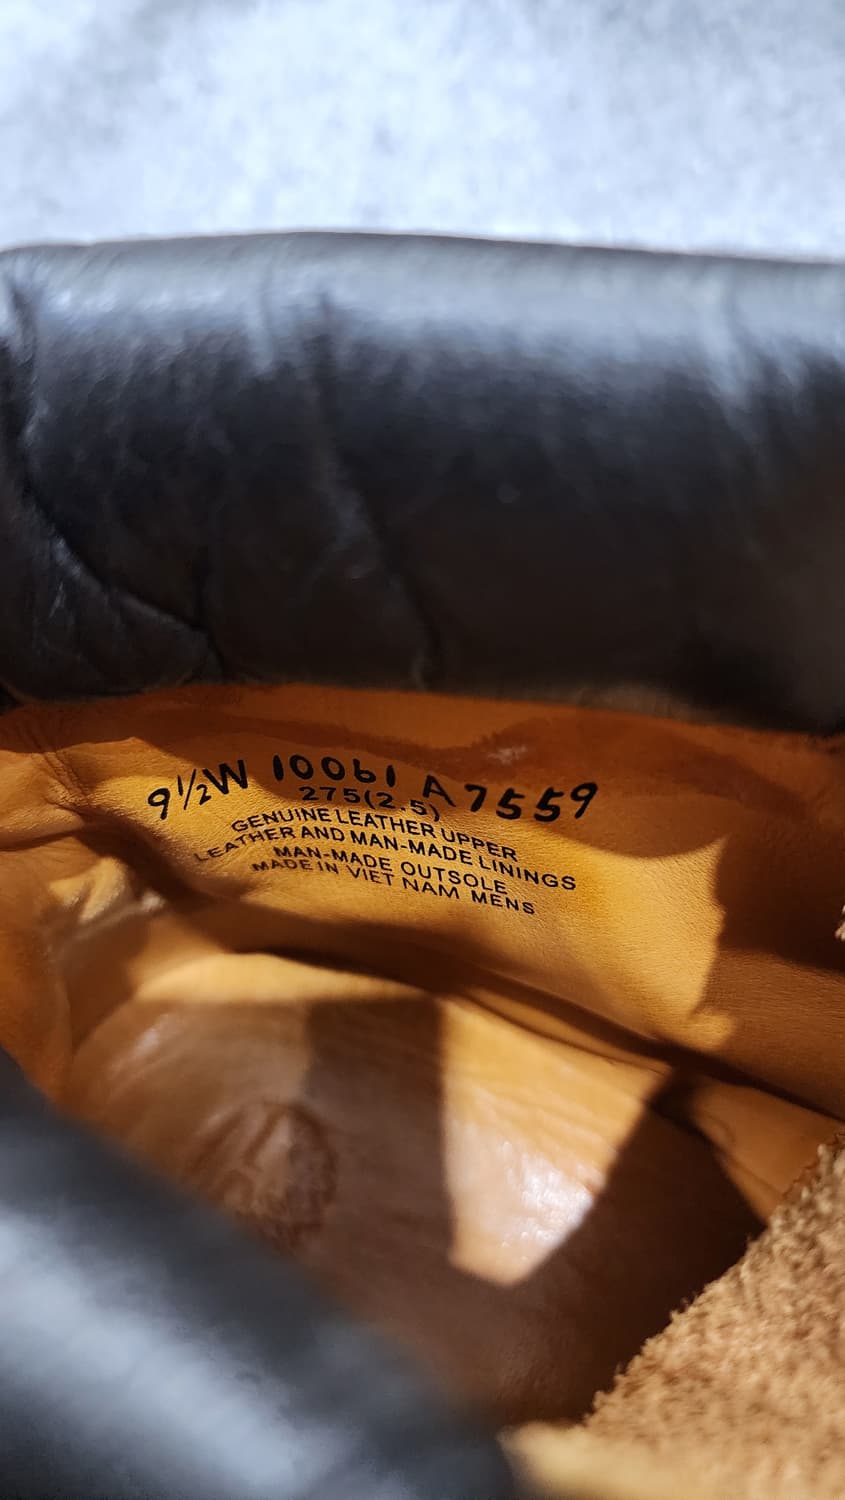 9½W 10061 A7559
275(2.5)
GENUINE LEATHER UPPER
LEATHER AND MAN-MADE LININGS
MAN-MADE OUTSOLE
MADE IN VIET NAM MENS